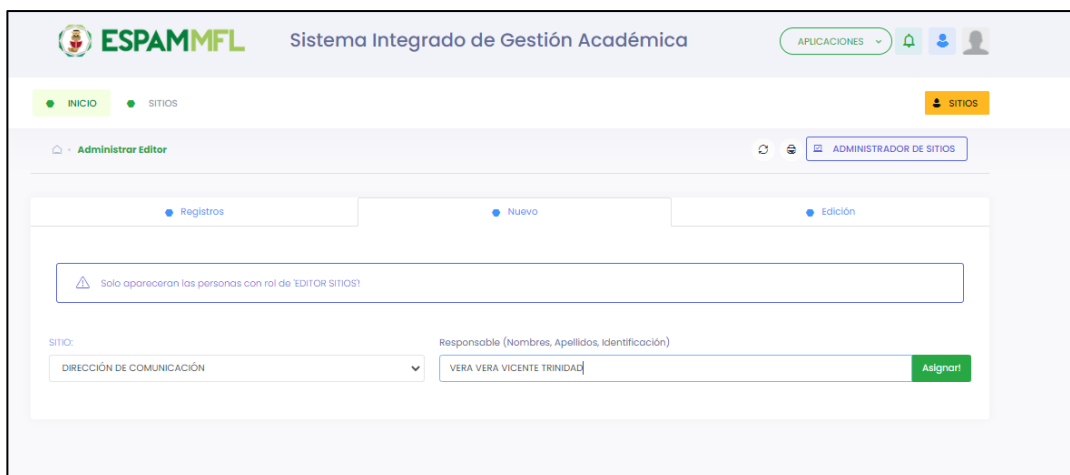 ESPAMMFL Sistema Integrado de Gestión Académica APLICACIONES
INICIO SITIOS SITIOS
Administrar Editor ADMINISTRADOR DE SITIOS
Registros Nuevo Edición
Solo apareceran las personas con rol de 'EDITOR SITIOS'!
SITIO: Responsable (Nombres, Apellidos, Identificación)
DIRECCIÓN DE COMUNICACIÓN VERA VERA VICENTE TRINIDAD Asignar!